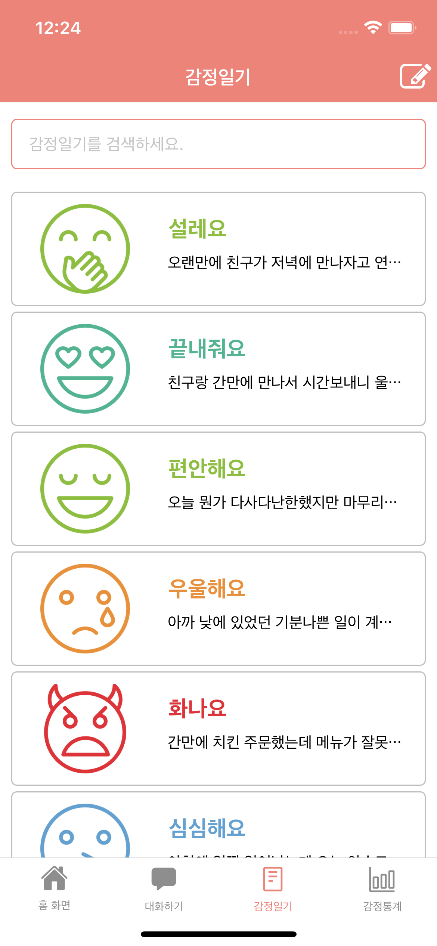 12:24
감정일기
감정일기를 검색하세요.
설레요
오랜만에 친구가 저녁에 만나자고 연…
끝내줘요
친구랑 간만에 만나서 시간보내니 울…
편안해요
오늘 뭔가 다사다난했지만 마무리…
우울해요
아까 낮에 있었던 기분나쁜 일이 계…
화나요
간만에 치킨 주문했는데 메뉴가 잘못…
심심해요
홈 화면
대화하기
감정일기
감정통계